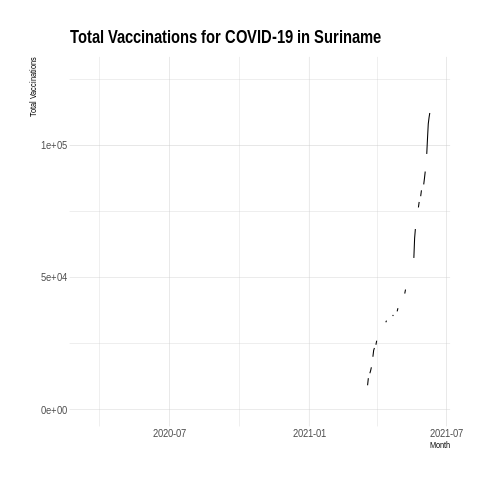 Total Vaccinations for COVID-19 in Suriname
Total Vaccinations
1e+05
5e+04
0e+00
2020-07
2021-01
2021-07
Month